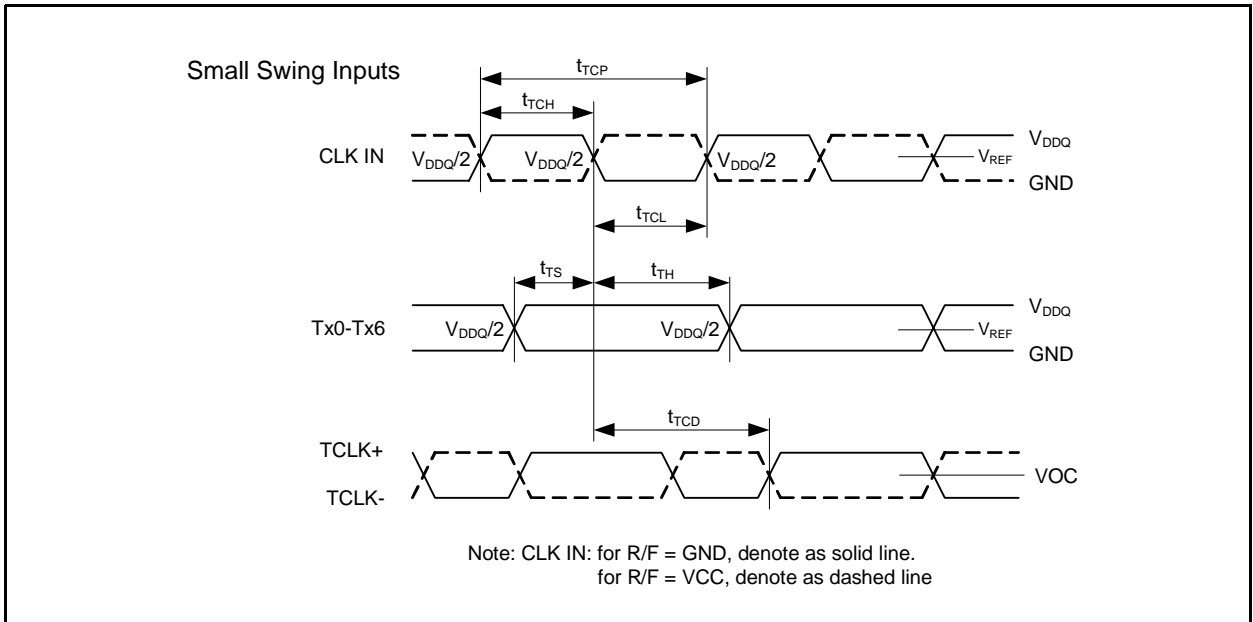 Small Swing Inputs
tTCP
tTCH
CLK IN
VDDQ/2
VDDQ/2
VDDQ/2
VDDQ
VREF
GND
tTCL
tTS
tTH
Tx0-Tx6
VDDQ/2
VDDQ/2
VDDQ
VREF
GND
tTCD
TCLK+
TCLK-
VOC
Note: CLK IN: for R/F = GND, denote as solid line.
for R/F = VCC, denote as dashed line